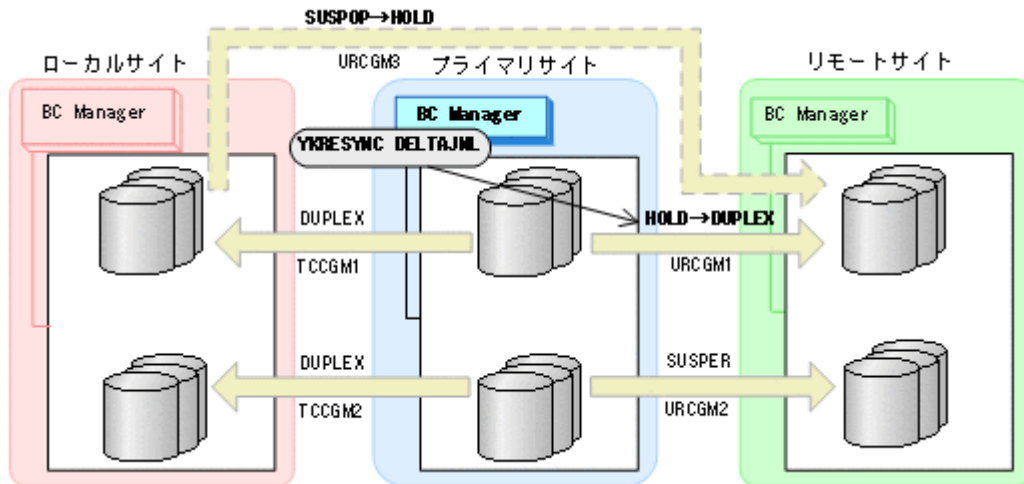 SUSPOP→HOLD
URCGM3
ローカルサイト
プライマリサイト
リモートサイト
BC Manager
BC Manager
BC Manager
YKRESYNC DELTAJNL
DUPLEX
TCCGM1
HOLD→DUPLEX
URCGM1
DUPLEX
TCCGM2
SUSPER
URCGM2